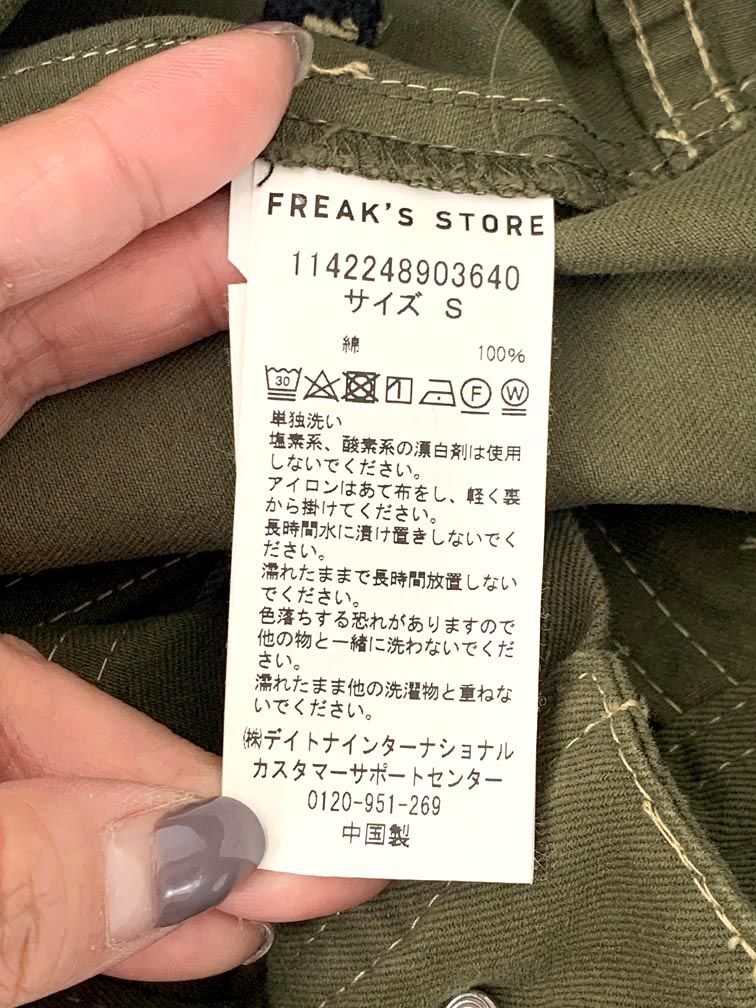 FREAK'S STORE
1142248903640
サイズ S
綿 100%
30 F W
単独洗い
塩素系、酸素系の漂白剤は使用
しないでください。
アイロンはあて布をし、軽く裏
から掛けてください。
長時間水に漬け置きしないでく
ださい。
濡れたままで長時間放置しない
でください。
色落ちする恐れがありますので
他の物と一緒に洗わないでくだ
さい。
濡れたまま他の洗濯物と重ねな
いでください。
㈱デイトナインターナショナル
カスタマーサポートセンター
0120-951-269
中国製